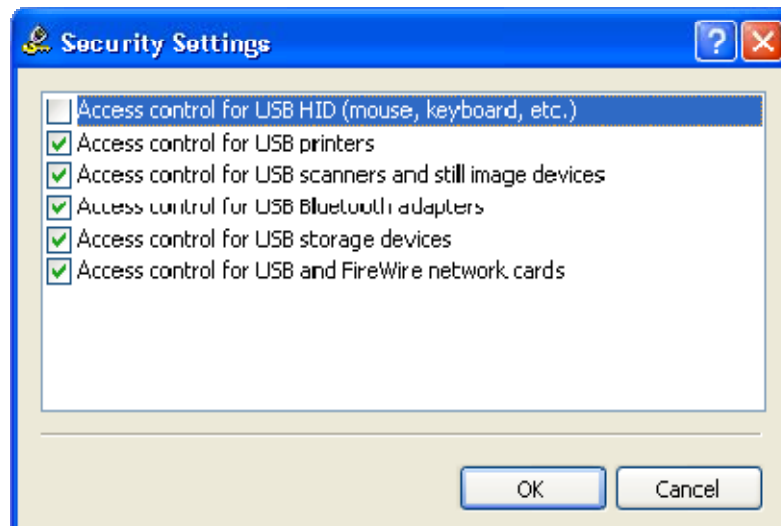 Security Settings
Access control for USB HID (mouse, keyboard, etc.)
Access control for USB printers
Access control for USB scanners and still image devices
Access control for USB Bluetooth adapters
Access control for USB storage devices
Access control for USB and FireWire network cards
OK
Cancel